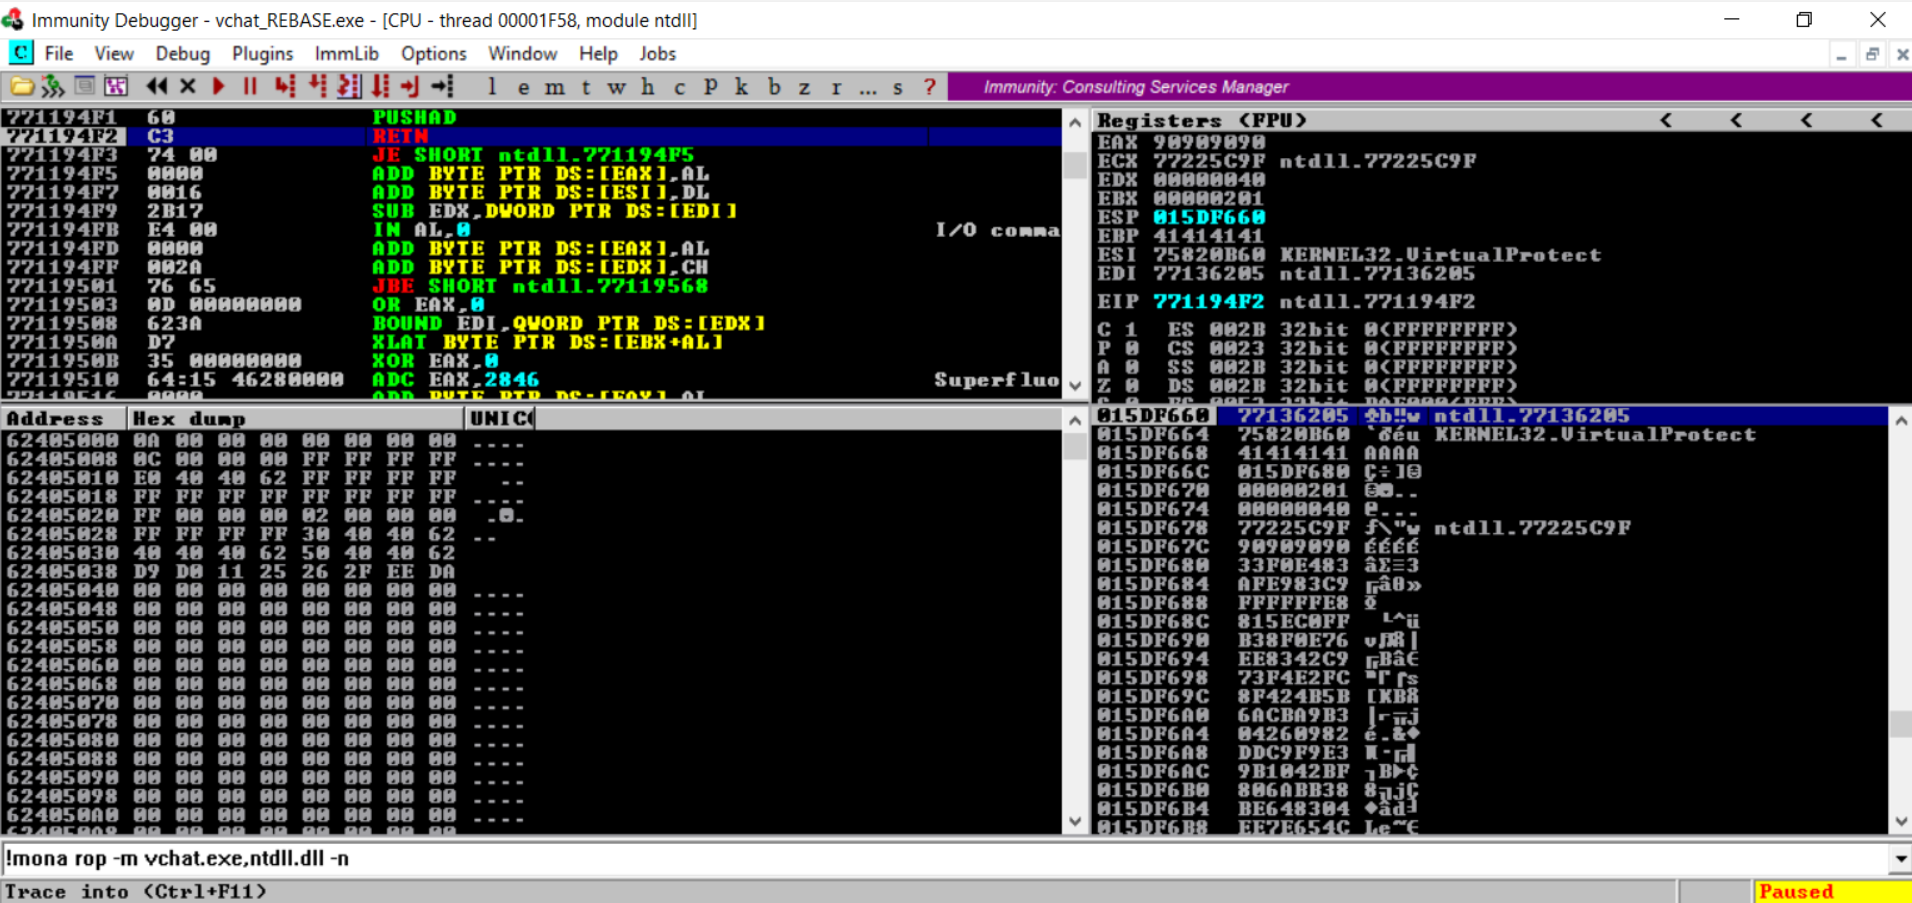 Immunity Debugger - vchat_REBASE.exe - [CPU - thread 00001F58, module ntdll]
C File View Debug Plugins ImmLib Options Window Help Jobs
l e m t w h c P k b z r ... s ? Immunity: Consulting Services Manager
771194F1 60 PUSHAD
771194F2 C3 RETN
771194F3 74 00 JE SHORT ntdll.771194F5
771194F5 0000 ADD BYTE PTR DS:[EAX],AL
771194F7 0016 ADD BYTE PTR DS:[ESI],DL
771194F9 2B17 SUB EDX,DWORD PTR DS:[EDI]
771194FB E4 00 IN AL,0 I/O comma
771194FD 0000 ADD BYTE PTR DS:[EAX],AL
771194FF 002A ADD BYTE PTR DS:[EDX],CH
77119501 76 65 JBE SHORT ntdll.77119568
77119503 0D 00000000 OR EAX,0
77119508 623A BOUND EDI,QWORD PTR DS:[EDX]
7711950A D7 XLAT BYTE PTR DS:[EBX+AL]
7711950B 35 00000000 XOR EAX,0
77119510 64:15 46280000 ADC EAX,2846 Superfluo
Registers (FPU) < < < <
EAX 90909090
ECX 77225C9F ntdll.77225C9F
EDX 00000040
EBX 00000201
ESP 015DF660
EBP 41414141
ESI 75820B60 KERNEL32.VirtualProtect
EDI 77136205 ntdll.77136205
EIP 771194F2 ntdll.771194F2
C 1 ES 002B 32bit 0(FFFFFFFF)
P 0 CS 0023 32bit 0(FFFFFFFF)
A 0 SS 002B 32bit 0(FFFFFFFF)
Z 0 DS 002B 32bit 0(FFFFFFFF)
Address Hex dump UNIC
62405000 0A 00 00 00 00 00 00 00 ....
62405008 0C 00 00 00 FF FF FF FF ....
62405010 E0 40 40 62 FF FF FF FF ..
62405018 FF FF FF FF FF FF FF FF ....
62405020 FF 00 00 00 02 00 00 00
62405028 FF FF FF FF 30 40 40 62 ..
62405030 40 40 40 62 50 40 40 62
62405038 D9 D0 11 25 26 2F EE DA
62405040 00 00 00 00 00 00 00 00 ....
62405048 00 00 00 00 00 00 00 00 ....
62405050 00 00 00 00 00 00 00 00 ....
62405058 00 00 00 00 00 00 00 00 ....
62405060 00 00 00 00 00 00 00 00 ....
62405068 00 00 00 00 00 00 00 00 ....
62405070 00 00 00 00 00 00 00 00 ....
62405078 00 00 00 00 00 00 00 00 ....
62405080 00 00 00 00 00 00 00 00 ....
62405088 00 00 00 00 00 00 00 00 ....
62405090 00 00 00 00 00 00 00 00 ....
62405098 00 00 00 00 00 00 00 00 ....
624050A0 00 00 00 00 00 00 00 00 ....
015DF660 77136205 ntdll.77136205
015DF664 75820B60 KERNEL32.VirtualProtect
015DF668 41414141 AAAA
015DF66C 015DF680
015DF670 00000201
015DF674 00000040 @...
015DF678 77225C9F ƒ\"w ntdll.77225C9F
015DF67C 90909090 ÉÉÉÉ
015DF680 33F0E483
015DF684 AFE983C9
015DF688 FFFFFFE8
015DF68C 815EC0FF
015DF690 B38F0E76
015DF694 EE8342C9
015DF698 73F4E2FC
015DF69C 8F424B5B
015DF6A0 6ACBA9B3
015DF6A4 04260982
015DF6A8 DDC9F9E3
015DF6AC 9B1042BF
015DF6B0 806ABB38
015DF6B4 BE648304
015DF6B8 EE7E654C
!mona rop -m vchat.exe,ntdll.dll -n
Trace into (Ctrl+F11) Paused